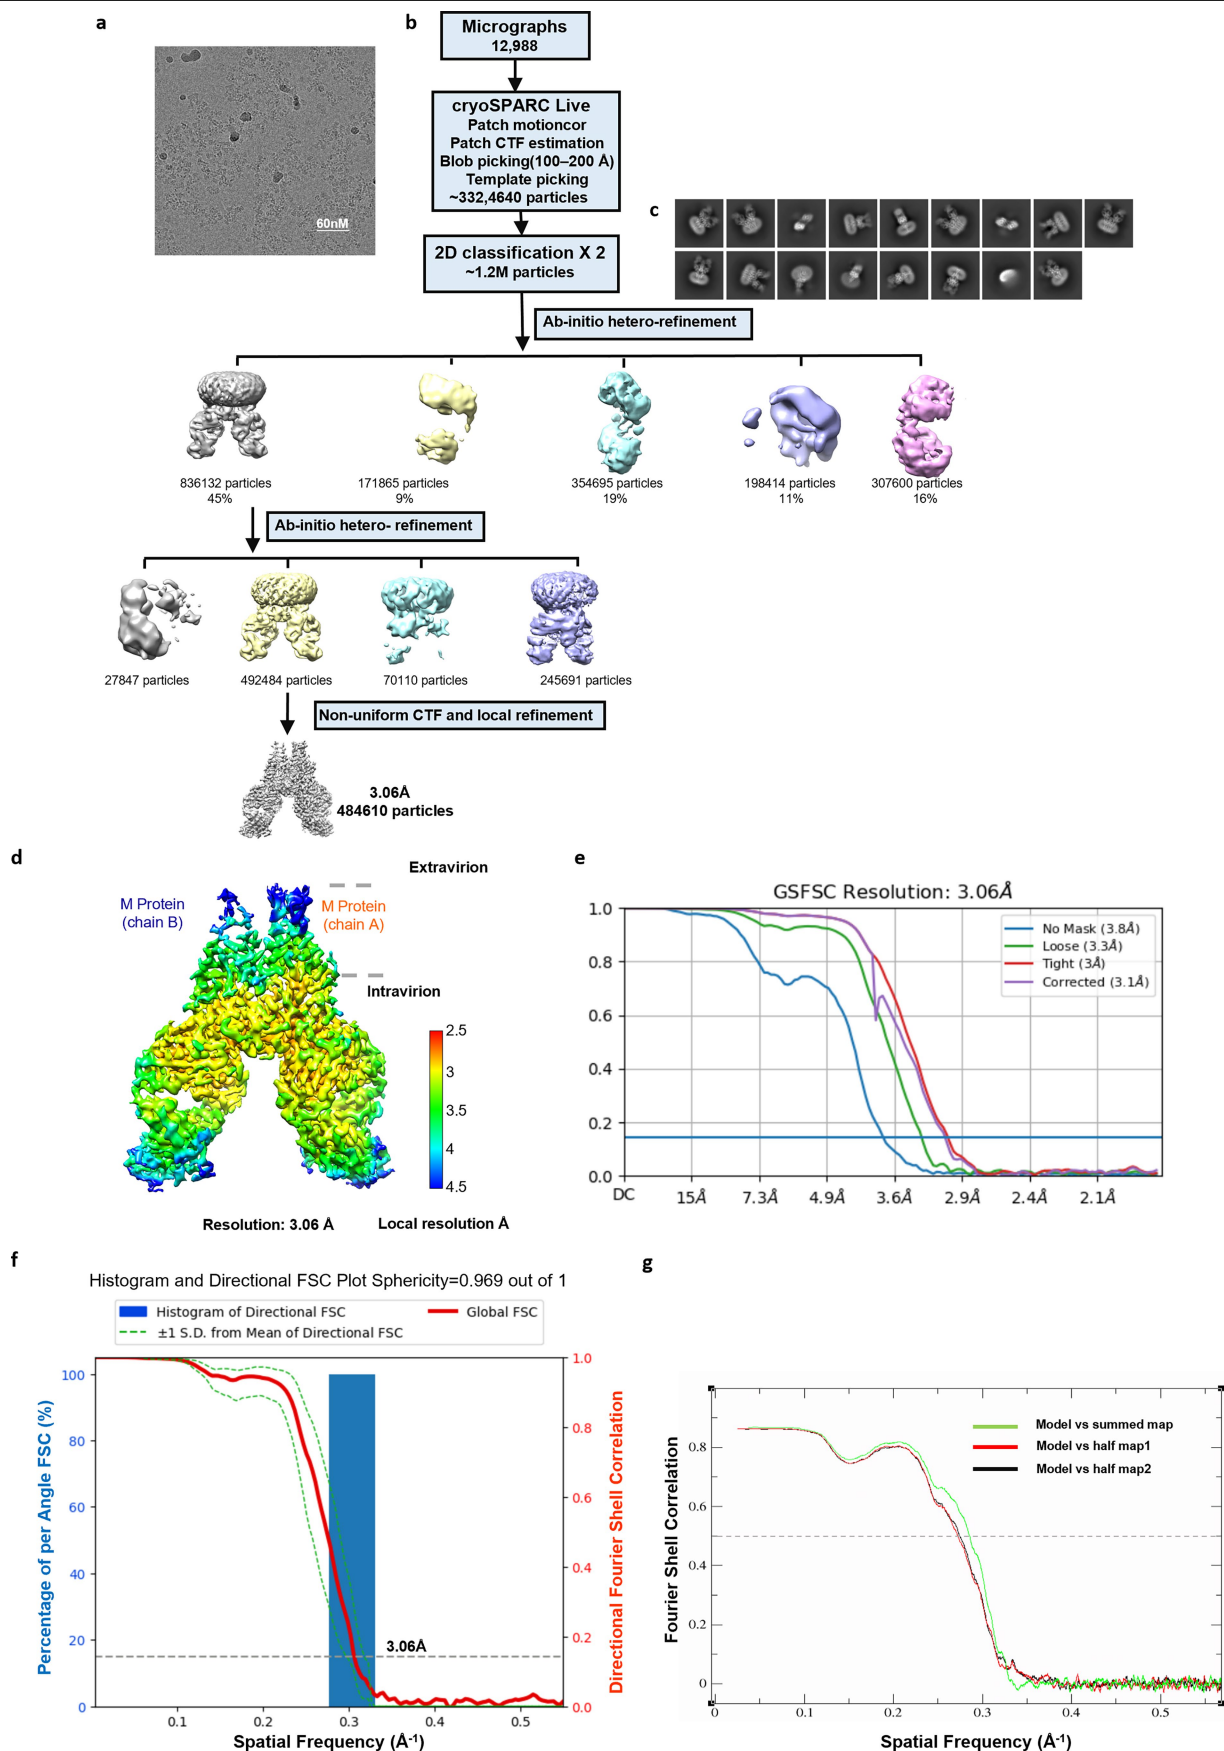 a
b
Micrographs
12,988
60nM
cryoSPARC Live
Patch motioncor
Patch CTF estimation
Blob picking(100–200 Å)
Template picking
~332,4640 particles
c
2D classification X 2
~1.2M particles
Ab-initio hetero-refinement
836132 particles
45%
171865 particles
9%
354695 particles
19%
198414 particles
11%
307600 particles
16%
Ab-initio hetero- refinement
27847 particles
492484 particles
70110 particles
245691 particles
Non-uniform CTF and local refinement
3.06Å
484610 particles
d
Extravirion
M Protein
(chain B)
M Protein
(chain A)
Intravirion
2.5
3
3.5
4
4.5
Resolution: 3.06 Å
Local resolution Å
e
GSFSC Resolution: 3.06Å
No Mask (3.8Å)
Loose (3.3Å)
Tight (3Å)
Corrected (3.1Å)
1.0
0.8
0.6
0.4
0.2
0.0
DC 15Å 7.3Å 4.9Å 3.6Å 2.9Å 2.4Å 2.1Å
f
Histogram and Directional FSC Plot Sphericity=0.969 out of 1
Histogram of Directional FSC
Global FSC
±1 S.D. from Mean of Directional FSC
Percentage of per Angle FSC (%)
100
80
60
40
20
0
3.06Å
1.0
0.8
0.6
0.4
0.2
0.0
Directional Fourier Shell Correlation
0.1 0.2 0.3 0.4 0.5
Spatial Frequency (Å-1)
g
Model vs summed map
Model vs half map1
Model vs half map2
Fourier Shell Correlation
0.8
0.6
0.4
0.2
0
0 0.1 0.2 0.3 0.4 0.5
Spatial Frequency (Å-1)